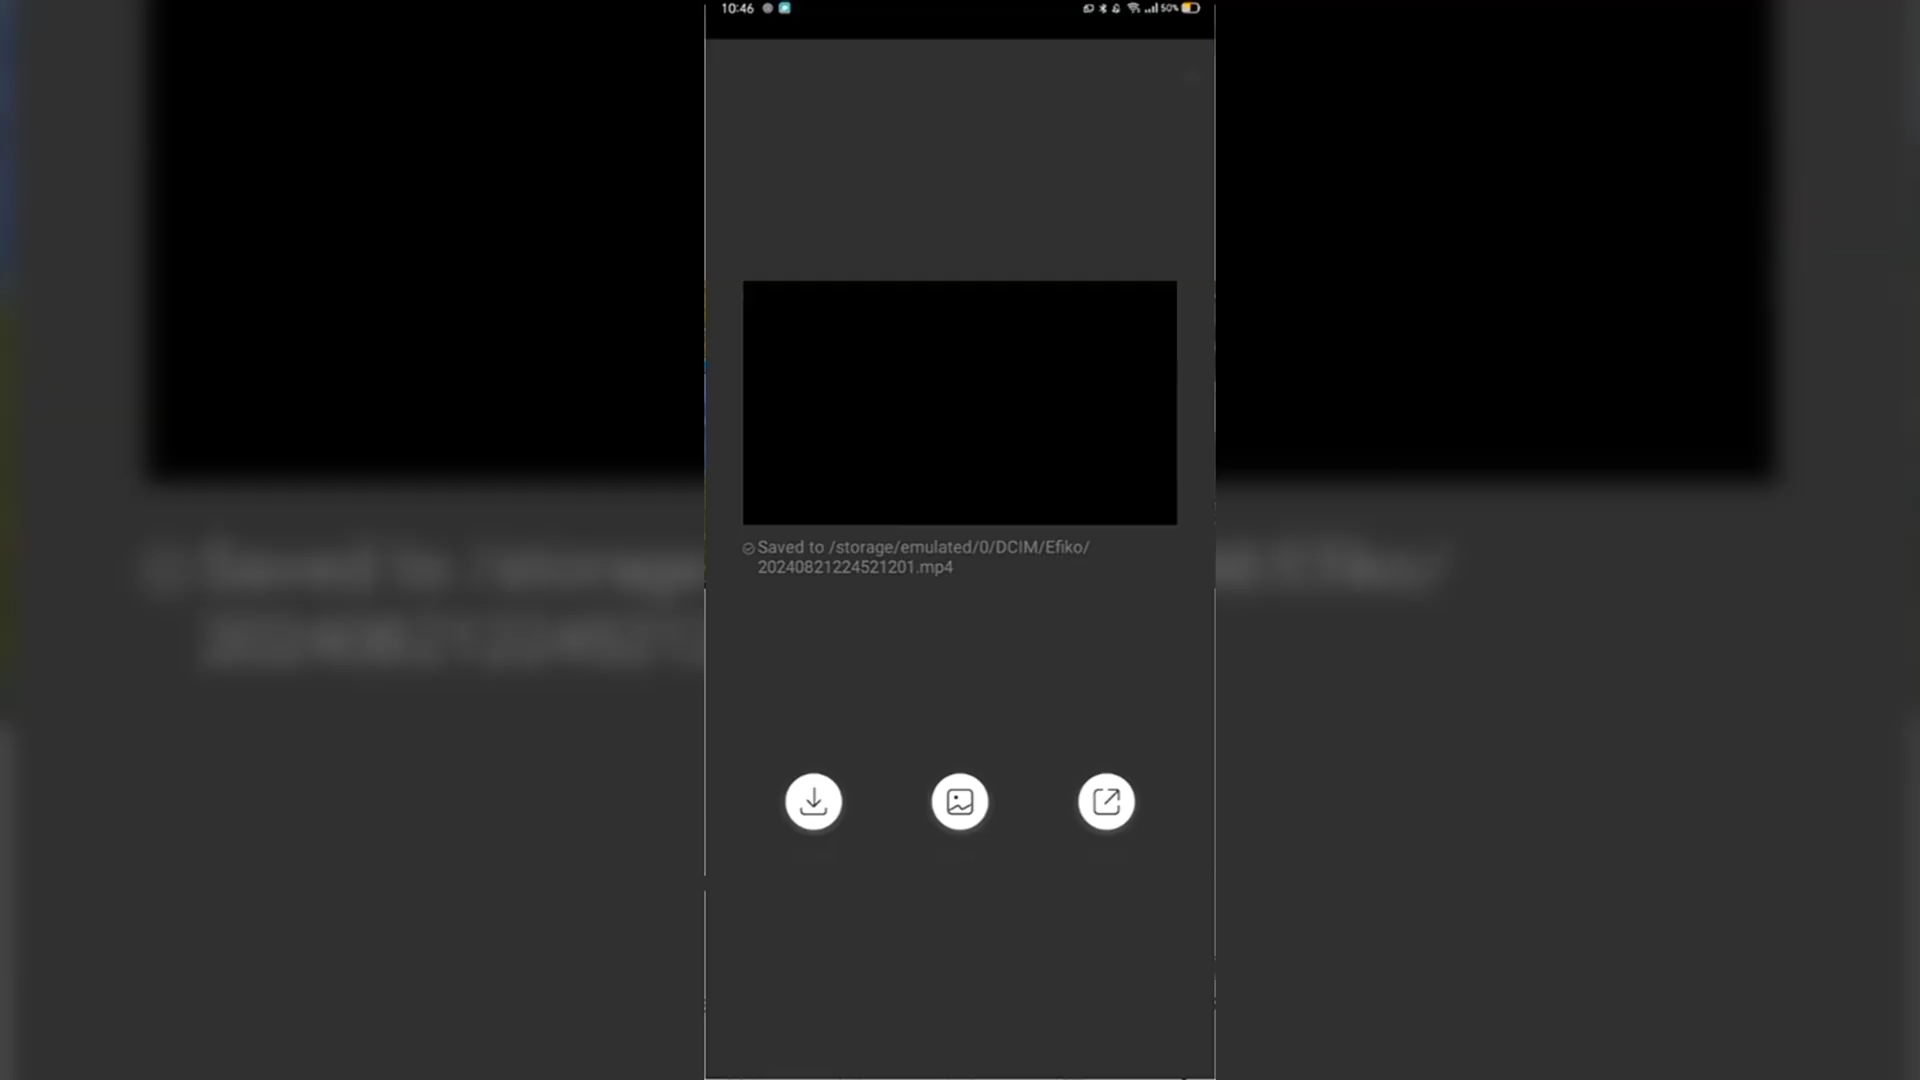 10:46 50%
Saved to /storage/emulated/0/DCIM/Efiko/
20240821224521201.mp4